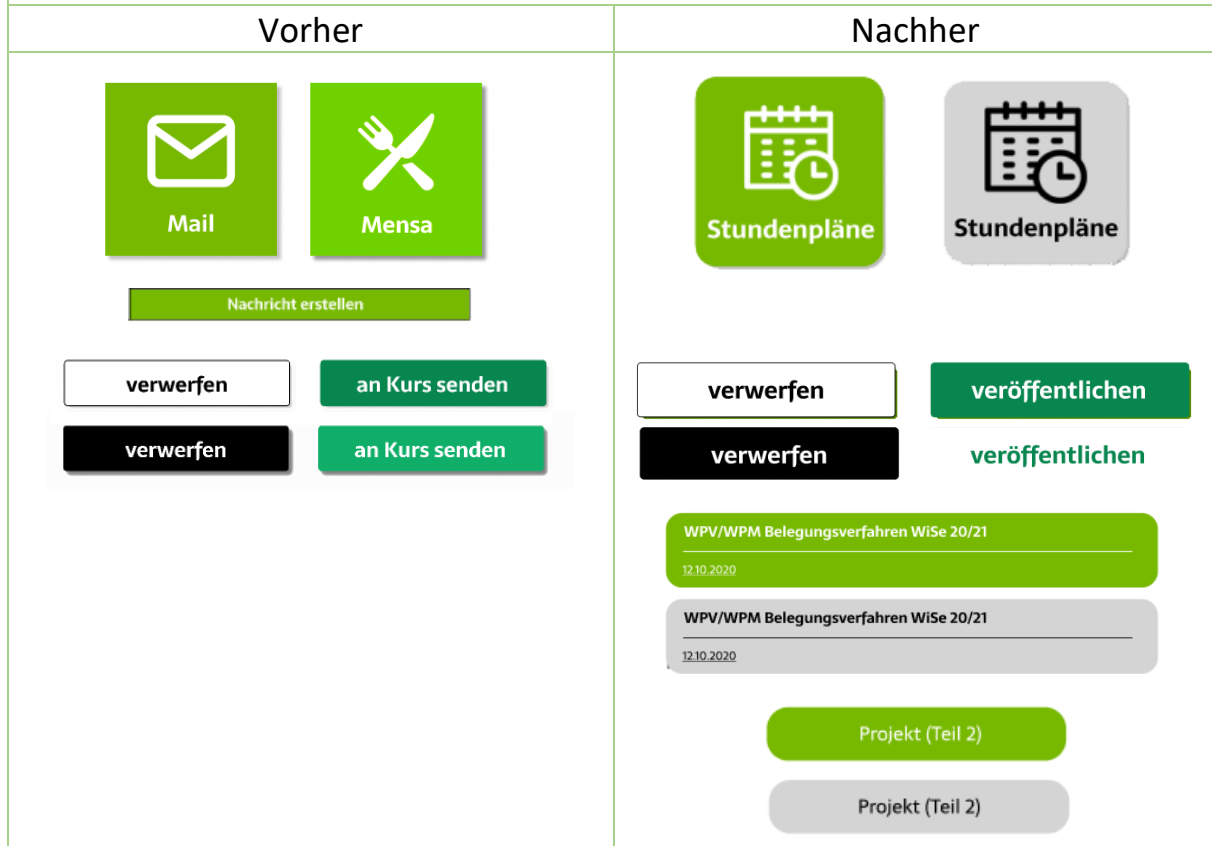 Vorher
Nachher
Mail
Mensa
Nachricht erstellen
verwerfen
an Kurs senden
verwerfen
an Kurs senden
Stundenpläne
Stundenpläne
verwerfen
veröffentlichen
verwerfen
veröffentlichen
WPV/WPM Belegungsverfahren WiSe 20/21
12.10.2020
WPV/WPM Belegungsverfahren WiSe 20/21
12.10.2020
Projekt (Teil 2)
Projekt (Teil 2)